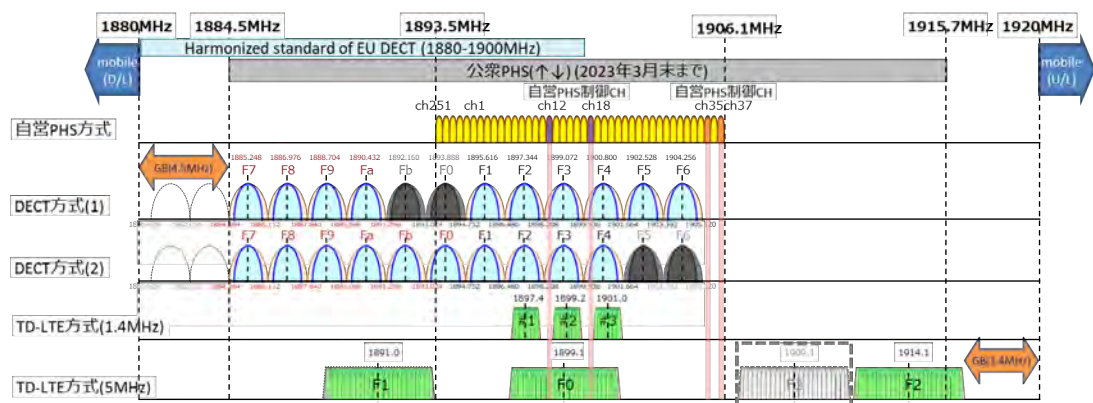 1880MHz 1884.5MHz 1893.5MHz 1906.1MHz 1915.7MHz 1920MHz
mobile
(D/L)
Harmonized standard of EU DECT (1880-1900MHz)
mobile
(U/L)
公衆PHS(↑↓) (2023年3月末まで)
自営PHS制御CH 自営PHS制御CH
ch251 ch1 ch12 ch18 ch35 ch37
自営PHS方式
GB(4.5MHz)
1885.248 1886.976 1888.704 1890.432 1892.160 1893.888 1895.616 1897.344 1899.072 1900.800 1902.528 1904.256
F7 F8 F9 Fa Fb F0 F1 F2 F3 F4 F5 F6
DECT方式(1)
F7 F8 F9 Fa Fb F0 F1 F2 F3 F4 F5 F6
DECT方式(2)
1897.4 1899.2 1901.0
#1 #2 #3
TD-LTE方式(1.4MHz)
1891.0 1899.1 1909.1 1914.1
F1 F0 F2
TD-LTE方式(5MHz)